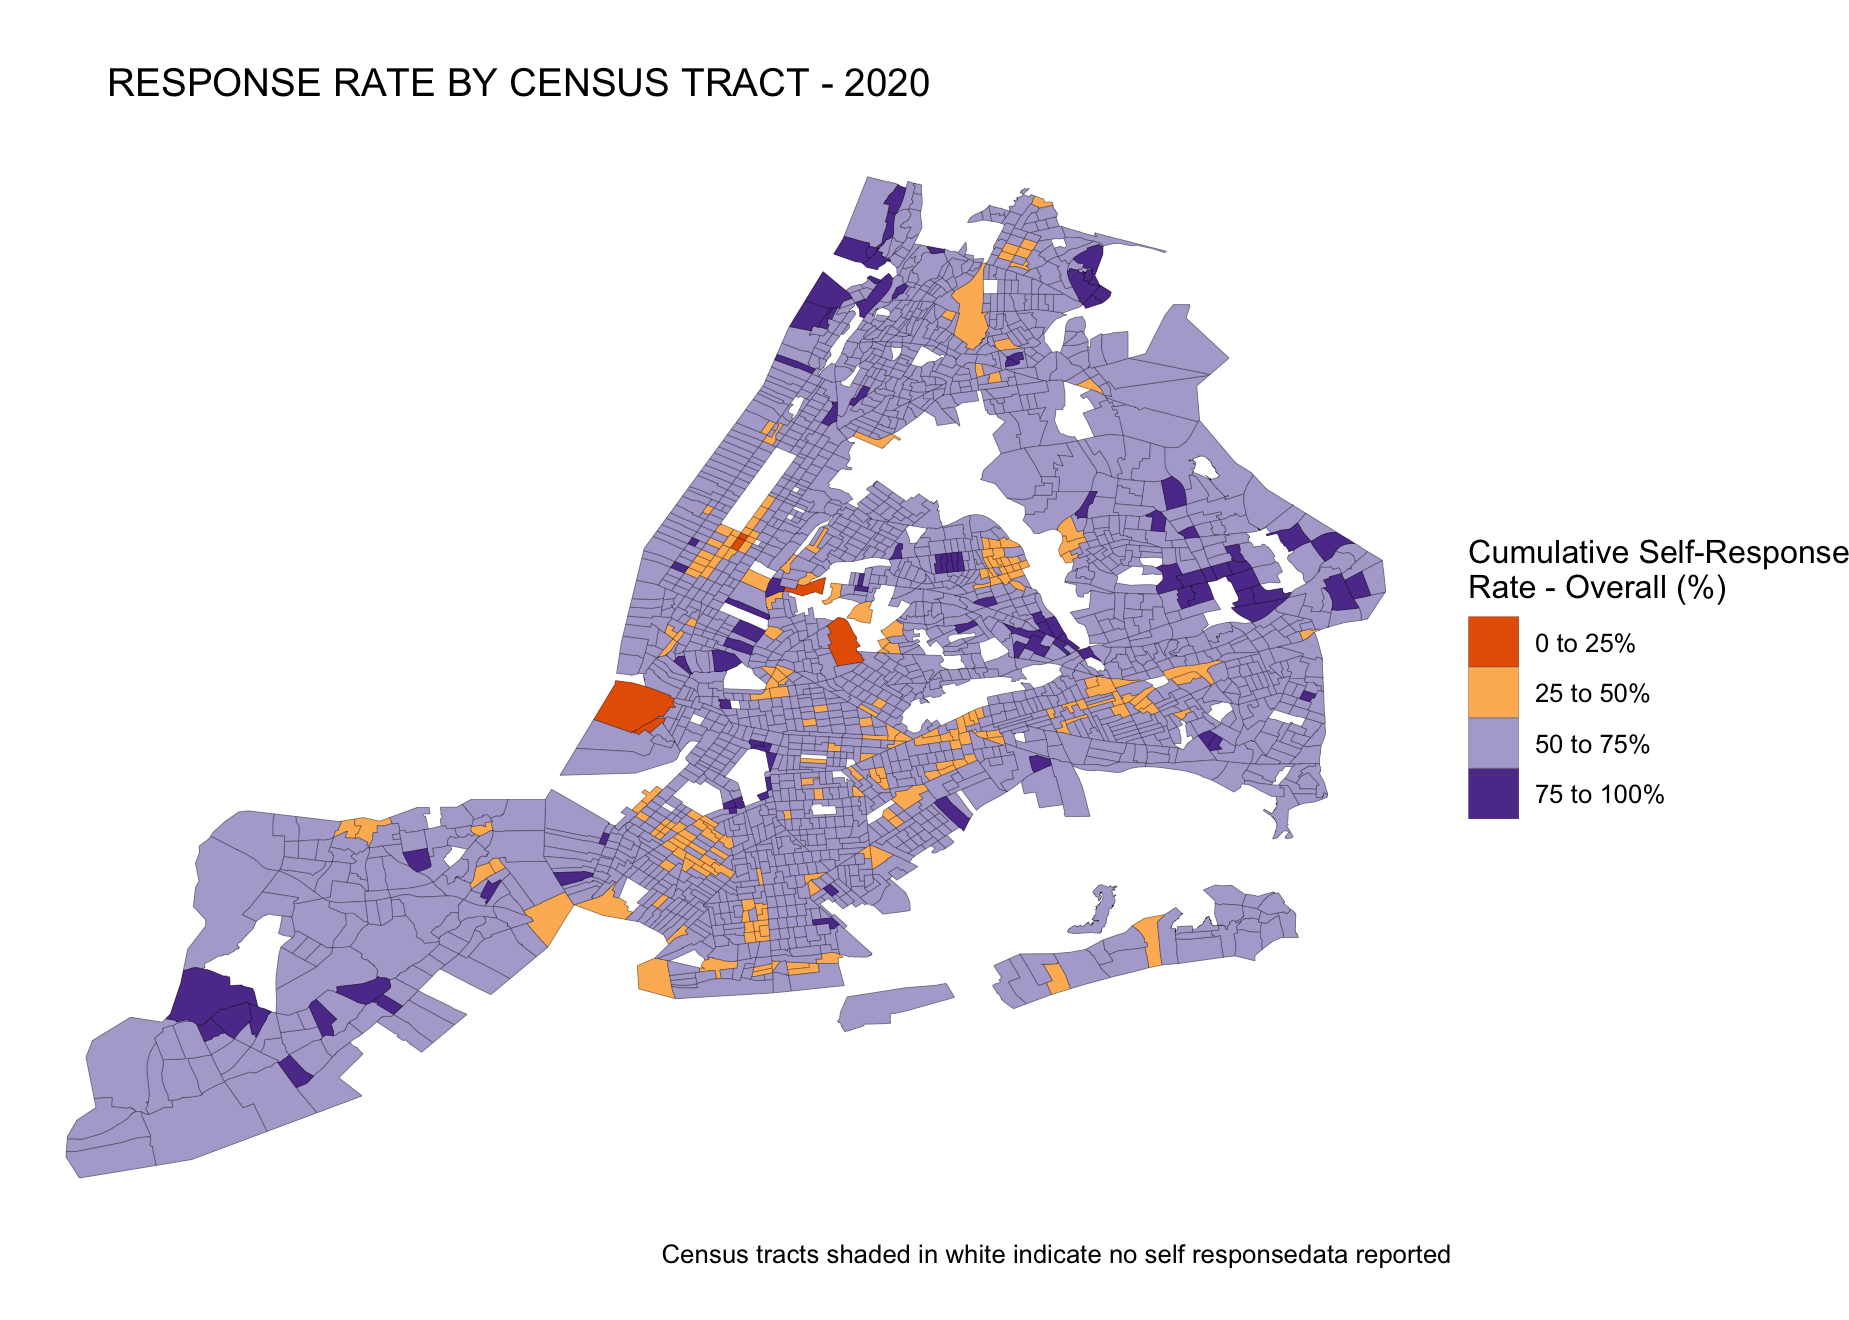 RESPONSE RATE BY CENSUS TRACT - 2020
Cumulative Self-Response
Rate - Overall (%)
0 to 25%
25 to 50%
50 to 75%
75 to 100%
Census tracts shaded in white indicate no self responsedata reported